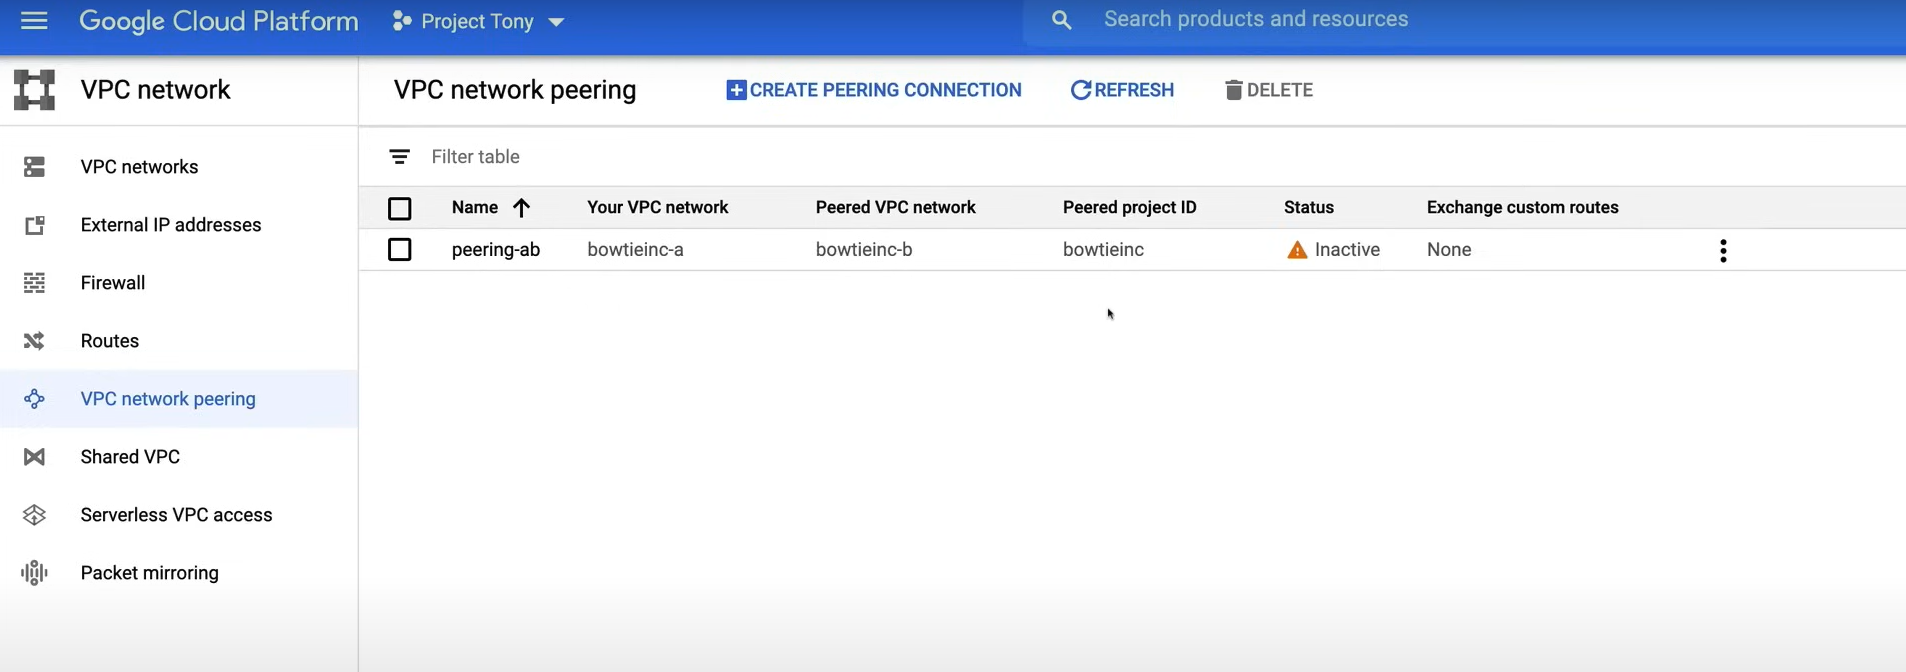 Google Cloud Platform
Project Tony
Search products and resources
VPC network
VPC network peering
CREATE PEERING CONNECTION
REFRESH
DELETE
VPC networks
External IP addresses
Firewall
Routes
VPC network peering
Shared VPC
Serverless VPC access
Packet mirroring
Filter table
Name Your VPC network Peered VPC network Peered project ID Status Exchange custom routes
peering-ab bowtieinc-a bowtieinc-b bowtieinc Inactive None